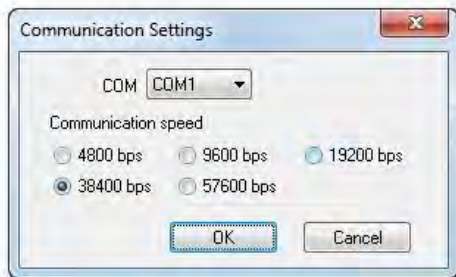 Communication Settings
COM COM1
Communication speed
4800 bps 9600 bps 19200 bps
38400 bps 57600 bps
OK Cancel